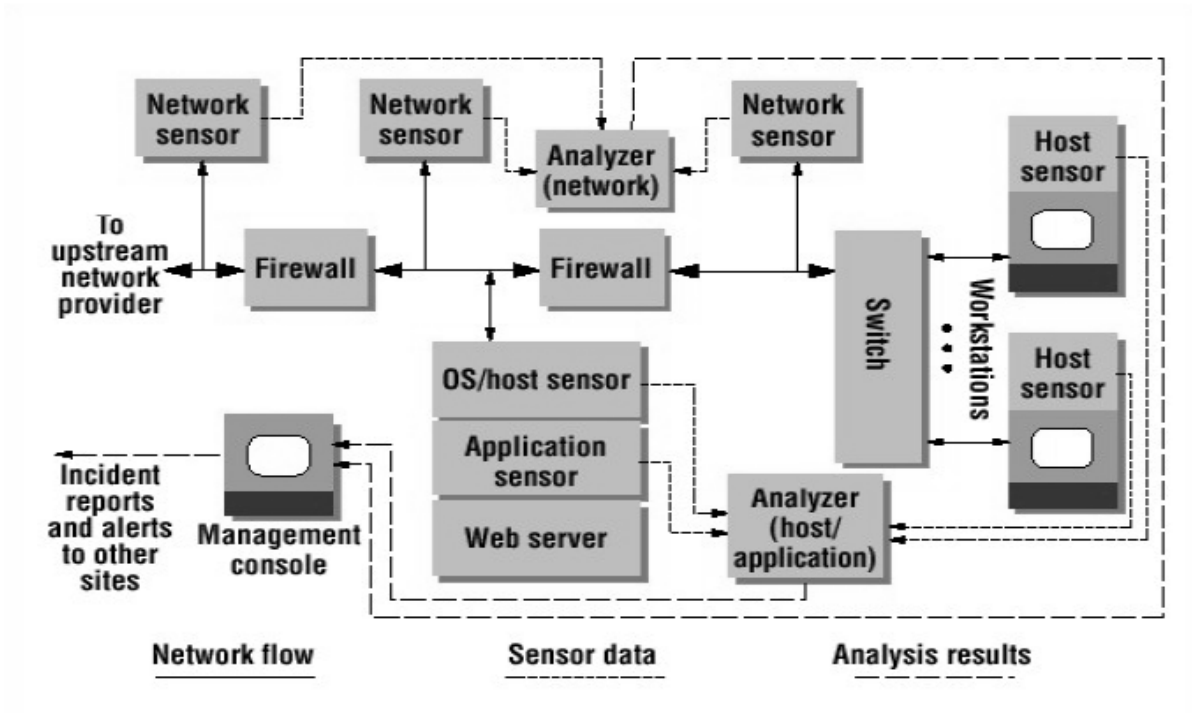 Network
sensor
Network
sensor
Network
sensor
Analyzer
(network)
Host
sensor
To
upstream
network
provider
Firewall
Firewall
Switch
Workstations
Host
sensor
OS/host sensor
Application
sensor
Web server
Analyzer
(host/
application)
Management
console
Incident
reports
and alerts
to other
sites
Network flow
Sensor data
Analysis results